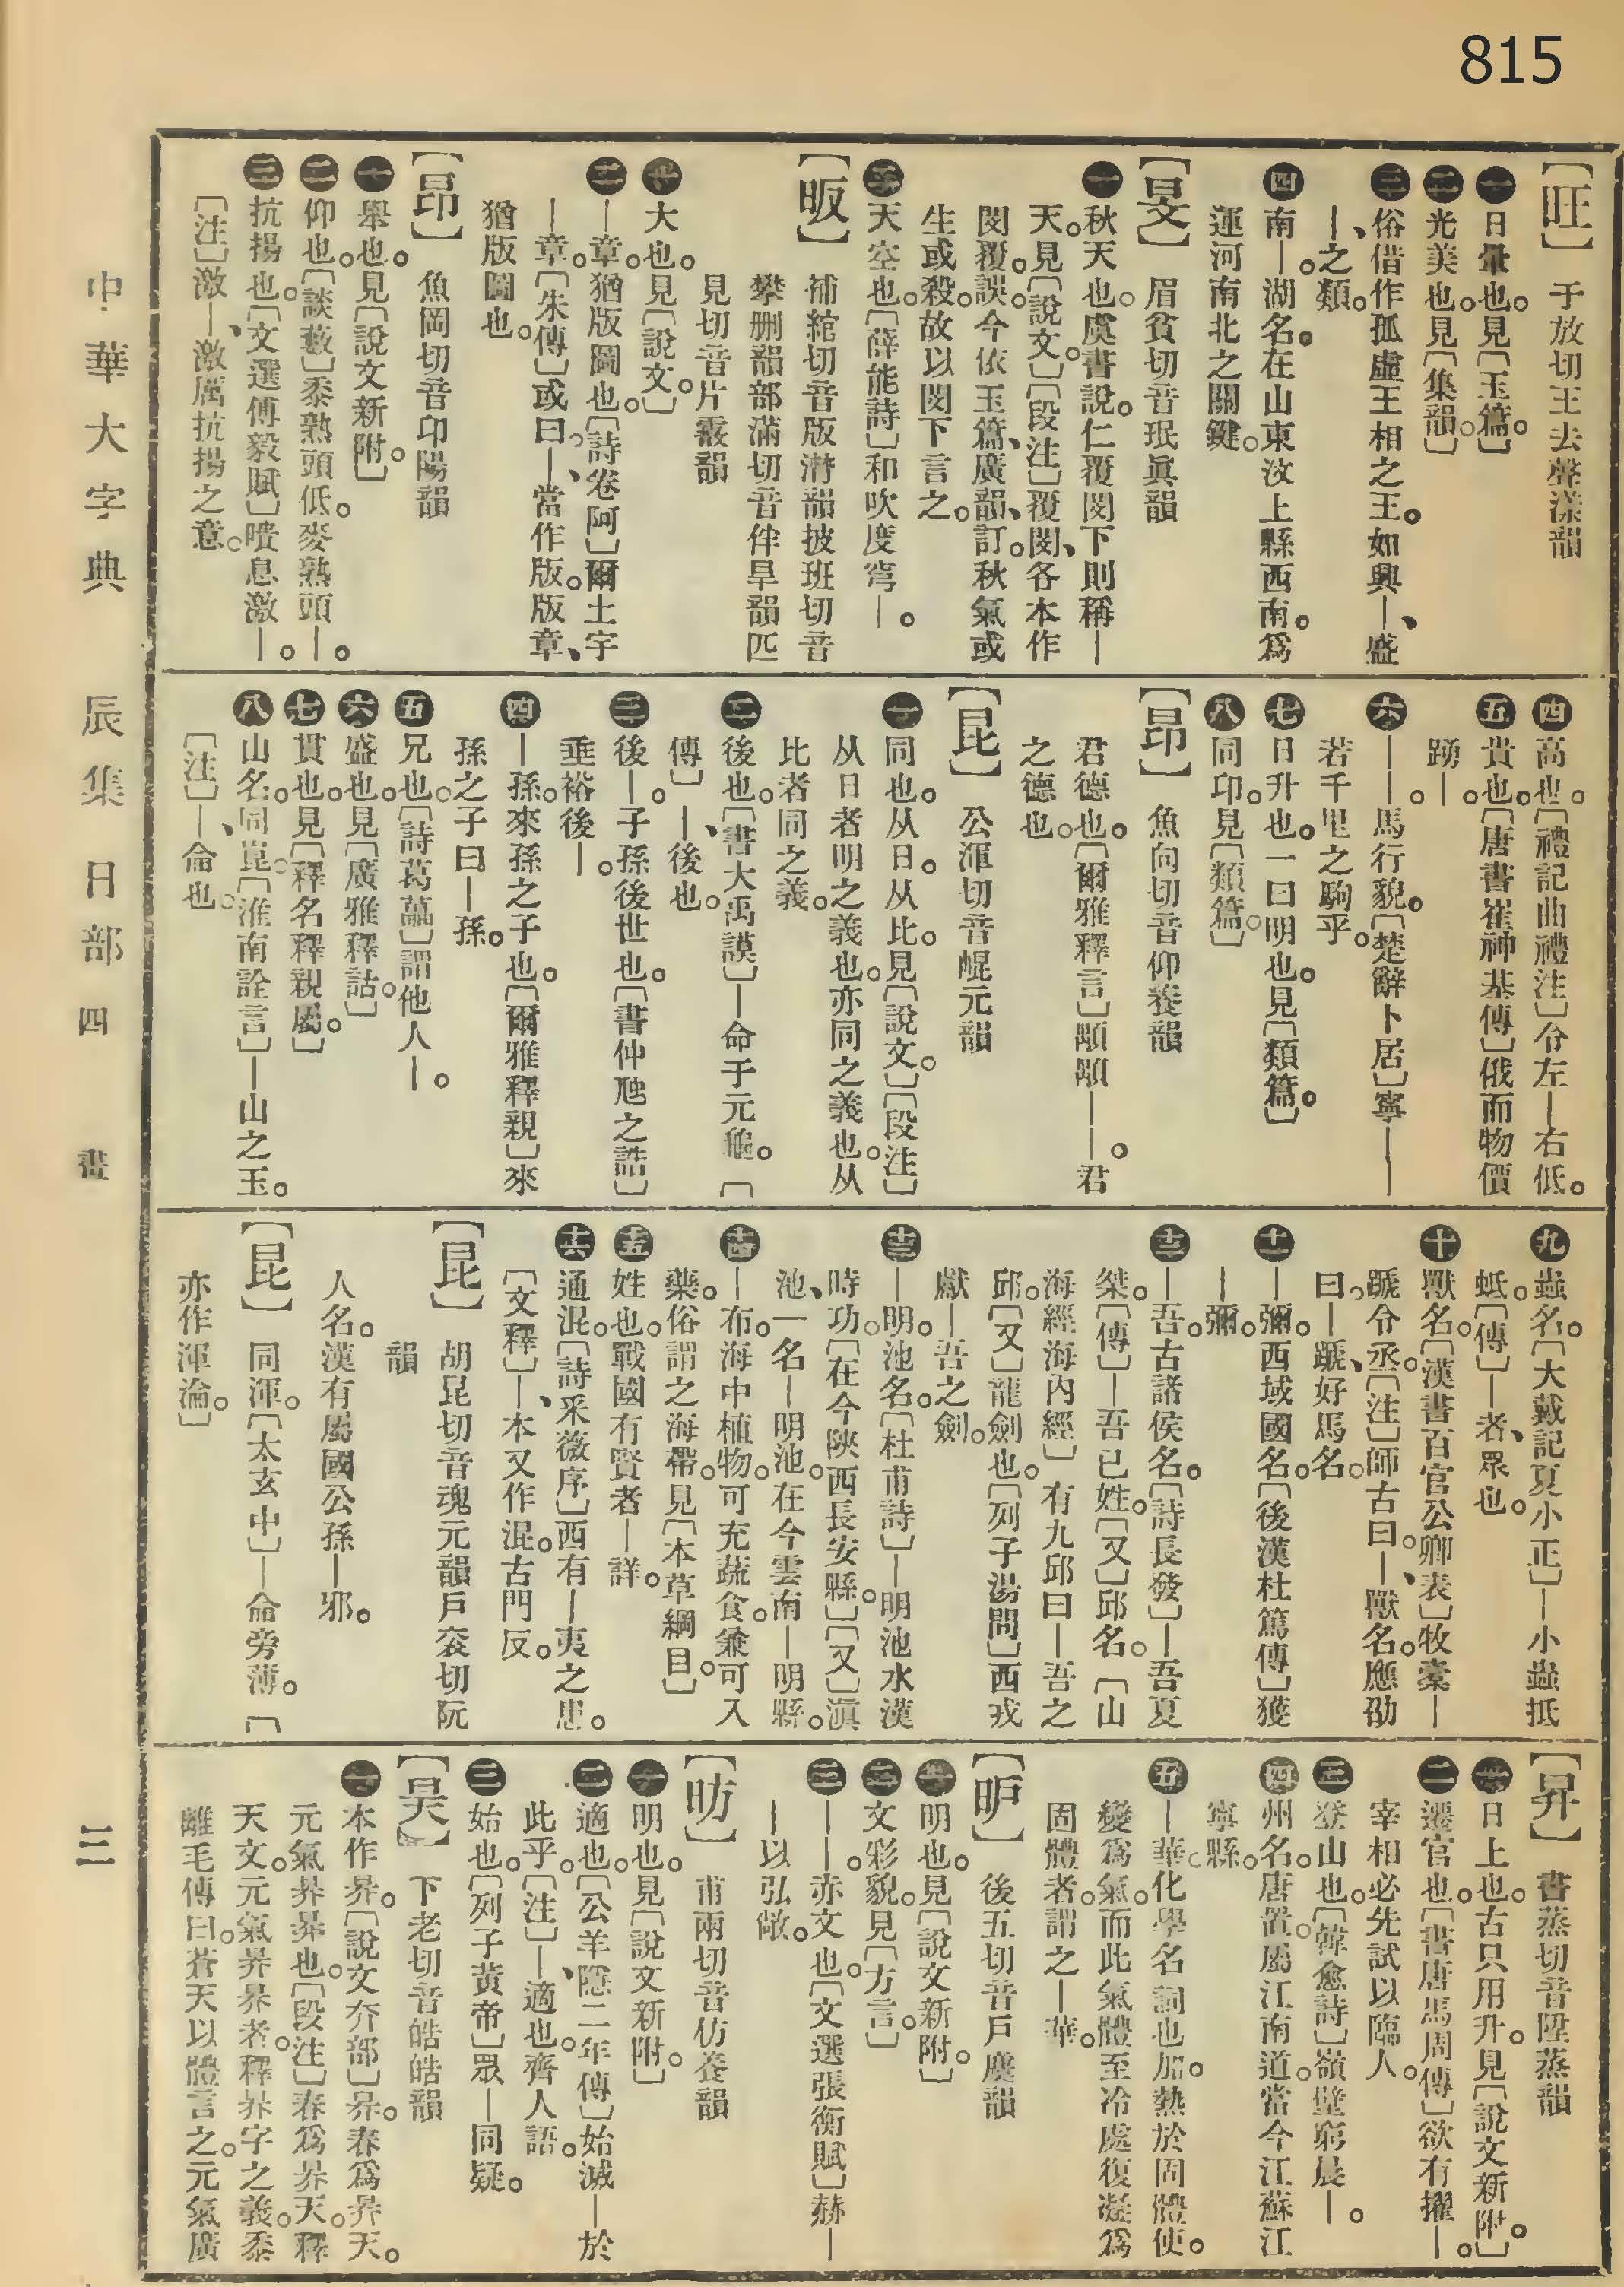 815
【旺】 于放切王去聲漾韻
㊀日暈也。見〔玉篇。〕
㊁光美也。見〔集韻。〕
㊂俗借作孤虛王相之王。如興—、盛
—、之類。
㊃南—。湖名。在山東汶上縣西南。爲
運河南北之關鍵。
【旻】 眉貧切音珉眞韻
㊀秋天也。虞書說。仁覆閔下則稱—
天。見〔說文。〕〔段注〕覆閔、各本作
閔覆。誤。今依玉篇、廣韻、訂。秋氣或
生或殺。故以閔下言之。
㊁天空也。〔薛能詩〕和吹度穹—。
【昄】 補綰切音版潸韻披班切音
攀删韻部滿切音伴旱韻匹
見切音片霰韻
㊀大也。見〔說文。〕
㊁—章。猶版圖也。〔詩卷阿〕爾土宇
—章。〔朱傳〕或曰。—、當作版。版章、
猶版圖也。
【昂】 魚岡切音卬陽韻
㊀舉也。見〔說文新附。〕
㊁仰也。〔談藪〕黍熟頭低。麥熟頭—。
㊂抗揚也。〔文選傅毅賦〕嘳息激—。
〔注〕激—、激厲抗揚之意。
㊃高也。〔禮記曲禮注〕令左—右低。
㊄貴也。〔唐書崔神基傳〕俄而物價
踴—。
㊅——。馬行貌。〔楚辭卜居〕寧——
若千里之駒乎。
㊆日升也。一曰明也。見〔類篇。〕
㊇同卬。見〔類篇。〕
【昂】 魚向切音仰養韻
君德也。〔爾雅釋言〕顒顒——。君
之德也。
【昆】 公渾切音崐元韻
㊀同也。从日。从比。見〔說文。〕〔段注〕
从日者明之義也。亦同之義也。从
比者同之義。
㊁後也。〔書大禹謨〕—命于元龜。〔
傳〕—、後也。
㊂後—。子孫後世也。〔書仲虺之誥〕
垂裕後—。
㊃—孫。來孫之子也。〔爾雅釋親〕來
孫之子曰—孫。
㊄兄也。〔詩葛藟〕謂他人—。
㊅盛也。見〔廣雅釋詁。〕
㊆貫也。見〔釋名釋親屬。〕
㊇山名。同崑。〔淮南詮言〕—山之玉。
〔注〕—、侖也。
㊈蟲名。〔大戴記夏小正〕—小蟲抵
蚳。〔傳〕—者、眾也。
㊉獸名。〔漢書百官公卿表〕牧橐—
蹏令丞。〔注〕師古曰。—、獸名。應劭
曰。—蹏、好馬名。
⑪—彌。西域國名。〔後漢杜篤傳〕獲
—彌。
⑫—吾。古諸侯名。〔詩長發〕—吾夏
桀。〔傳〕—吾已姓。〔又〕邱名。〔山
海經海內經〕有九邱曰—吾之
邱。〔又〕龍劍也。〔列子湯問〕西戎
獻—吾之劍。
⑬—明。池名。〔杜甫詩〕—明池水漢
時功。〔在今陝西長安縣。〕〔又〕滇
池、一名—明池。在今雲南—明縣。
⑭—布。海中植物。可充蔬食。兼可入
藥。俗謂之海帶。見〔本草綱目。〕
⑮姓也。戰國有賢者—詳。
⑯通混。〔詩采薇序〕西有—夷之患。
〔文釋〕—、本又作混。古門反。
【昆】 胡昆切音魂元韻戶袞切阮
韻
人名。漢有屬國公孫—邪。
【昆】 同渾。〔太玄中〕—侖旁薄。〔
亦作渾淪。〕
【昇】 書蒸切音陞蒸韻
㊀日上也。古只用升。見〔說文新附。〕
㊁遷官也。〔書唐馬周傳〕欲有擢—。
宰相必先試以臨人。
㊂登山也。〔韓愈詩〕嶺壁窮晨—。
㊃州名。唐置。屬江南道。當今江蘇江
寧縣。
㊄—華。化學名詞也。加熱於固體。使
變爲氣。而此氣體至冷處復凝爲
固體者。謂之—華。
【昈】 後五切音戶麌韻
㊀明也。見〔說文新附。〕
㊁文彩貌。見〔方言。〕
㊂——。赤文也。〔文選張衡賦〕赫—
—以弘敞。
【昉】 甫兩切音仿養韻
㊀明也。見〔說文新附。〕
㊁適也。〔公羊隱二年傳〕始滅—於
此乎。〔注〕—、適也。齊人語。
㊂始也。〔列子黃帝〕眾—同疑。
【昊】 下老切音皓皓韻
㊀本作昦。〔說文夰部〕昦。春爲昦天。
元氣昦昦也。〔段注〕春爲昦天。釋
天文。元氣昦昦者。釋昦字之義。黍
離毛傳曰。蒼天以體言之。元氣廣
中華大字典 辰集 日部 四畫
三